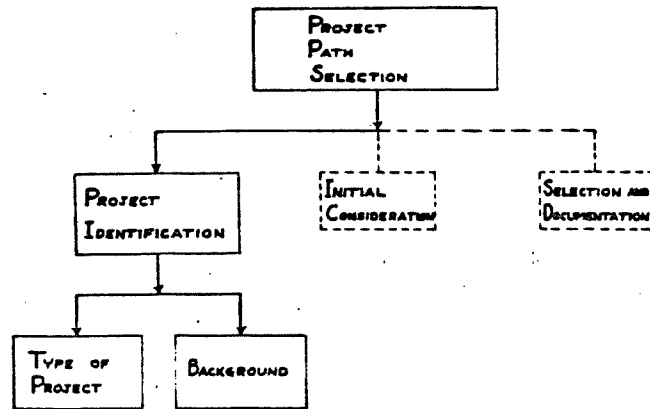 PROJECT
PATH
SELECTION
PROJECT
IDENTIFICATION
INITIAL
CONSIDERATION
SELECTION AND
DOCUMENTATION
TYPE OF
PROJECT
BACKGROUND